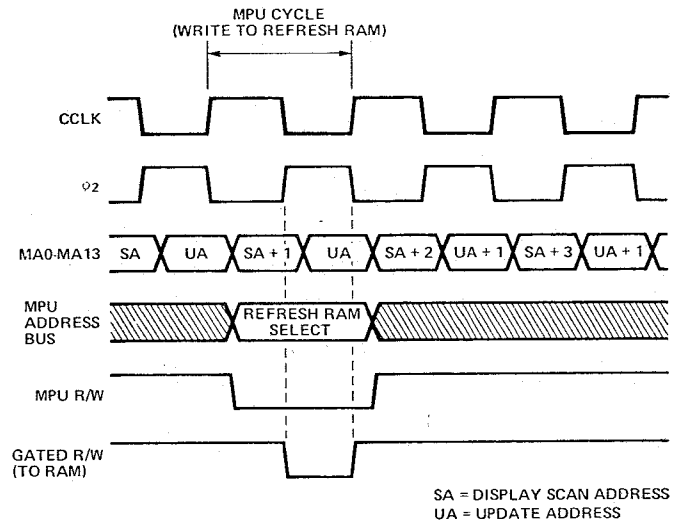 MPU CYCLE
(WRITE TO REFRESH RAM)
CCLK
φ2
MA0-MA13 SA UA SA + 1 UA SA + 2 UA + 1 SA + 3 UA + 1
MPU
ADDRESS
BUS
REFRESH RAM
SELECT
MPU R/W
GATED R/W
(TO RAM)
SA = DISPLAY SCAN ADDRESS
UA = UPDATE ADDRESS